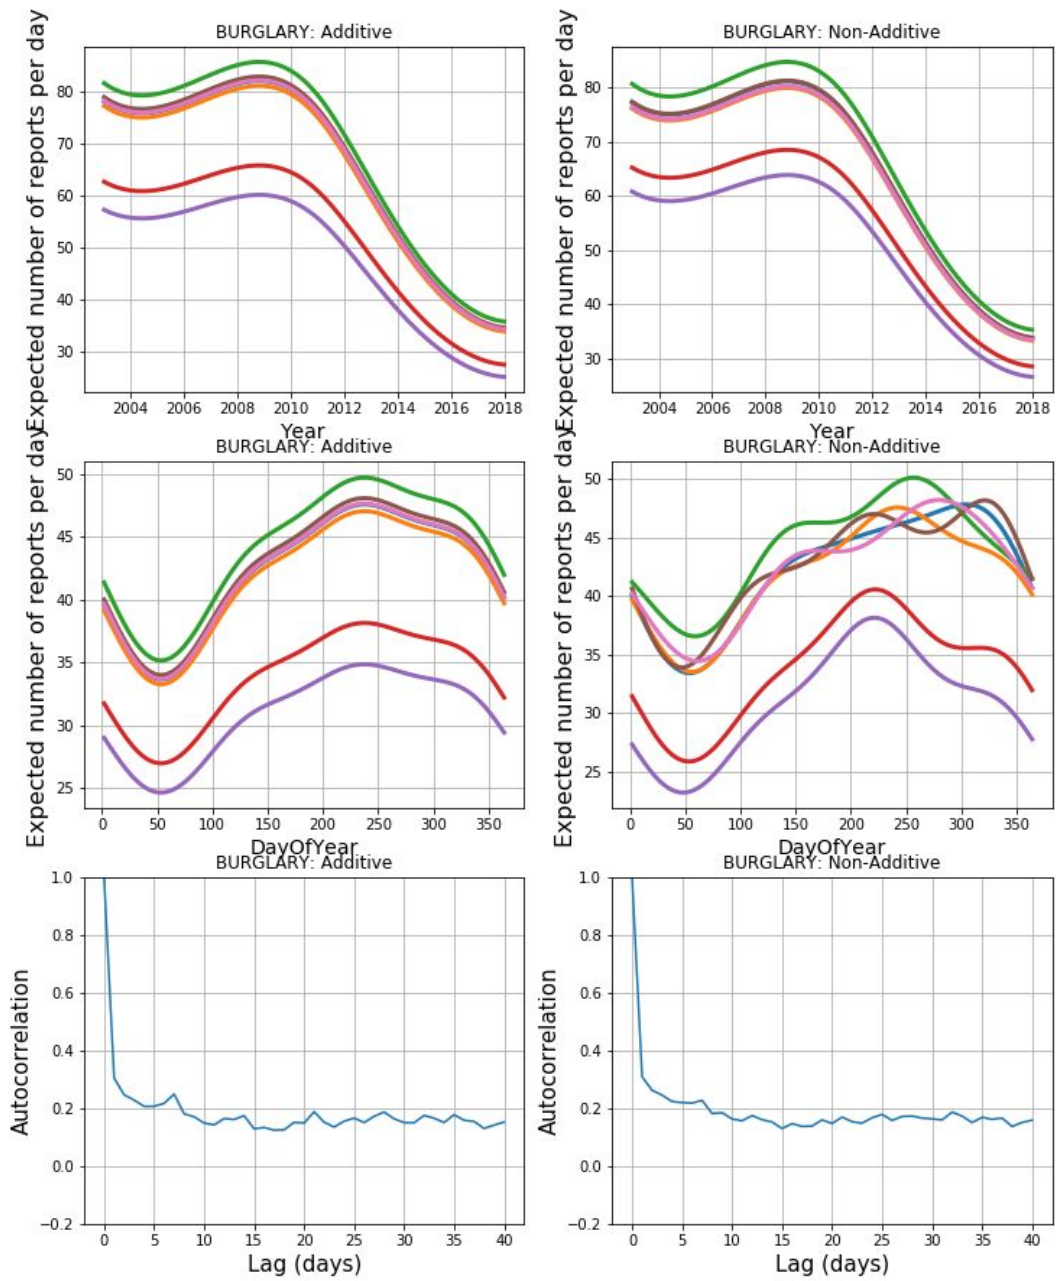 BURGLARY: Additive
Expected number of reports per day
80
70
60
50
40
30
2004 2006 2008 2010 2012 2014 2016 2018
Year
BURGLARY: Non-Additive
Expected number of reports per day
80
70
60
50
40
30
2004 2006 2008 2010 2012 2014 2016 2018
Year
BURGLARY: Additive
Expected number of reports per day
50
45
40
35
30
25
0 50 100 150 200 250 300 350
DayOfYear
BURGLARY: Non-Additive
Expected number of reports per day
50
45
40
35
30
25
0 50 100 150 200 250 300 350
DayOfYear
BURGLARY: Additive
Autocorrelation
1.0
0.8
0.6
0.4
0.2
0.0
−0.2
0 5 10 15 20 25 30 35 40
Lag (days)
BURGLARY: Non-Additive
Autocorrelation
1.0
0.8
0.6
0.4
0.2
0.0
−0.2
0 5 10 15 20 25 30 35 40
Lag (days)